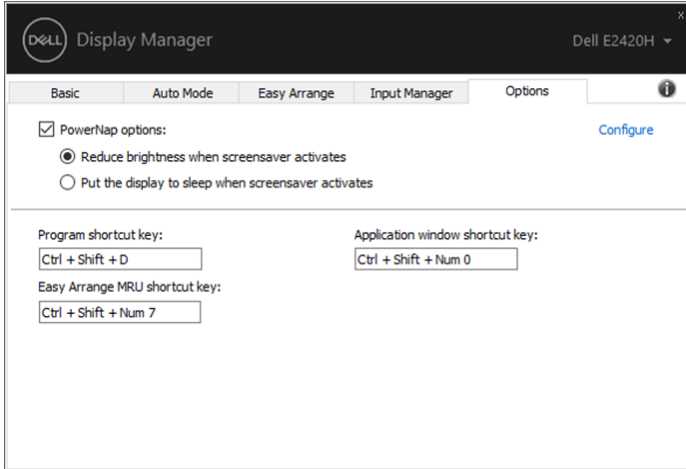 x
DELL Display Manager
Dell E2420H
Basic Auto Mode Easy Arrange Input Manager Options i
PowerNap options:
Configure
Reduce brightness when screensaver activates
Put the display to sleep when screensaver activates
Program shortcut key:
Application window shortcut key:
Ctrl + Shift + D
Ctrl + Shift + Num 0
Easy Arrange MRU shortcut key:
Ctrl + Shift + Num 7